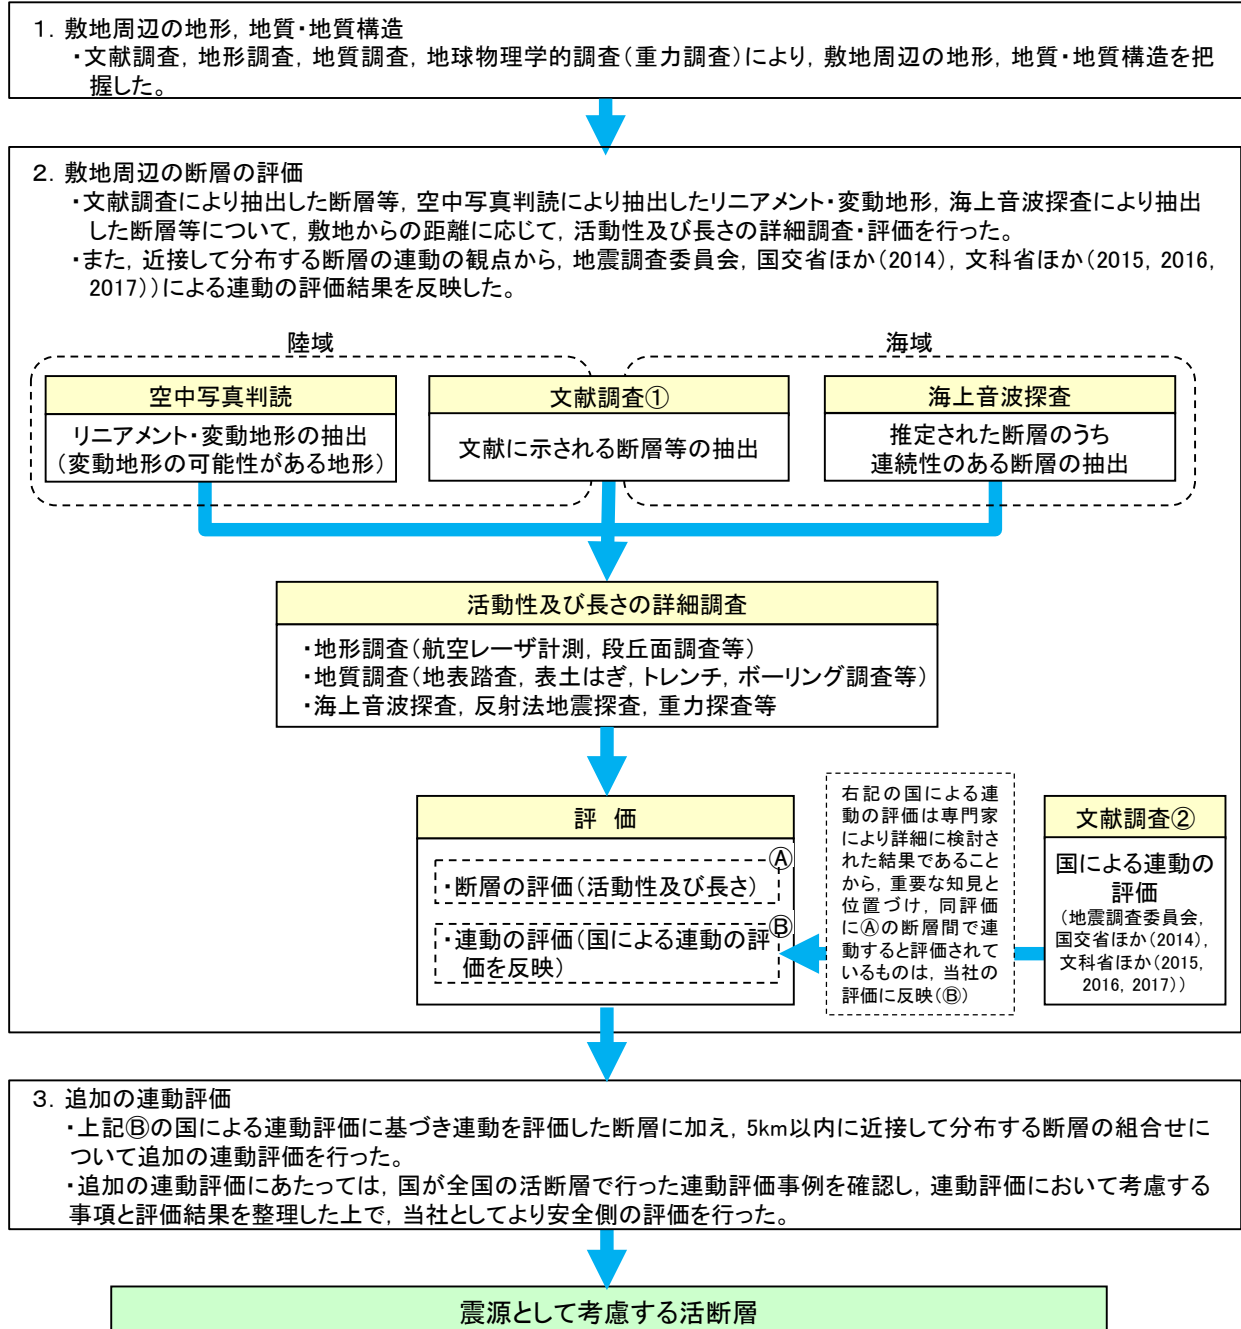 1．敷地周辺の地形，地質・地質構造
・文献調査，地形調査，地質調査，地球物理学的調査（重力調査）により，敷地周辺の地形，地質・地質構造を把
握した。
2．敷地周辺の断層の評価
・文献調査により抽出した断層等，空中写真判読により抽出したリニアメント・変動地形，海上音波探査により抽出
した断層等について，敷地からの距離に応じて，活動性及び長さの詳細調査・評価を行った。
・また，近接して分布する断層の連動の観点から，地震調査委員会，国交省ほか（2014），文科省ほか（2015，2016，
2017））による連動の評価結果を反映した。
陸域
海域
空中写真判読
リニアメント・変動地形の抽出
（変動地形の可能性がある地形）
文献調査①
文献に示される断層等の抽出
海上音波探査
推定された断層のうち
連続性のある断層の抽出
活動性及び長さの詳細調査
・地形調査（航空レーザ計測，段丘面調査等）
・地質調査（地表踏査，表土はぎ，トレンチ，ボーリング調査等）
・海上音波探査，反射法地震探査，重力探査等
評　価
Ⓐ
・断層の評価（活動性及び長さ）
Ⓑ
・連動の評価（国による連動の評
価を反映）
右記の国による連
動の評価は専門家
により詳細に検討さ
れた結果であること
から，重要な知見と
位置づけ，同評価
にⒶの断層間で連
動すると評価されて
いるものは，当社の
評価に反映（Ⓑ）
文献調査②
国による連動の
評価
（地震調査委員会，
国交省ほか（2014），
文科省ほか（2015，
2016，2017））
3．追加の連動評価
・上記Ⓑの国による連動評価に基づき連動を評価した断層に加え，5km以内に近接して分布する断層の組合せに
ついて追加の連動評価を行った。
・追加の連動評価にあたっては，国が全国の活断層で行った連動評価事例を確認し，連動評価において考慮する
事項と評価結果を整理した上で，当社としてより安全側の評価を行った。
震源として考慮する活断層